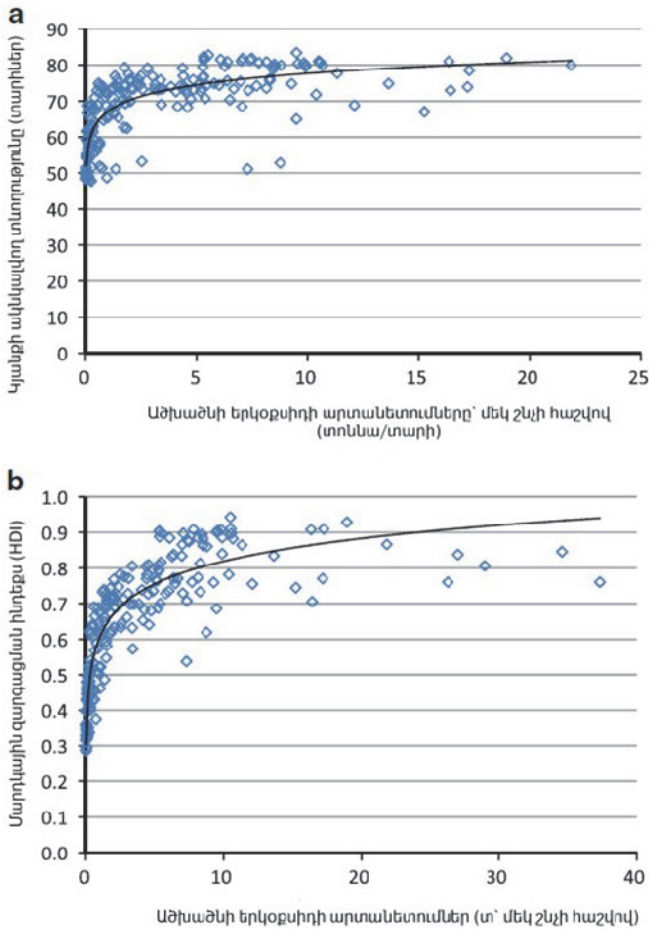 a
Կյանքի ակնկալվող տևողությունը (տարիներ)
90
80
70
60
50
40
30
20
10
0
0 5 10 15 20 25
Ածխածնի երկօքսիդի արտանետումները՝ մեկ շնչի հաշվով
(տոննա/տարի)
b
Մարդկային զարգացման ինդեքս (HDI)
1.0
0.9
0.8
0.7
0.6
0.5
0.4
0.3
0.2
0.1
0.0
0 10 20 30 40
Ածխածնի երկօքսիդի արտանետումներ (տ՝ մեկ շնչի հաշվով)